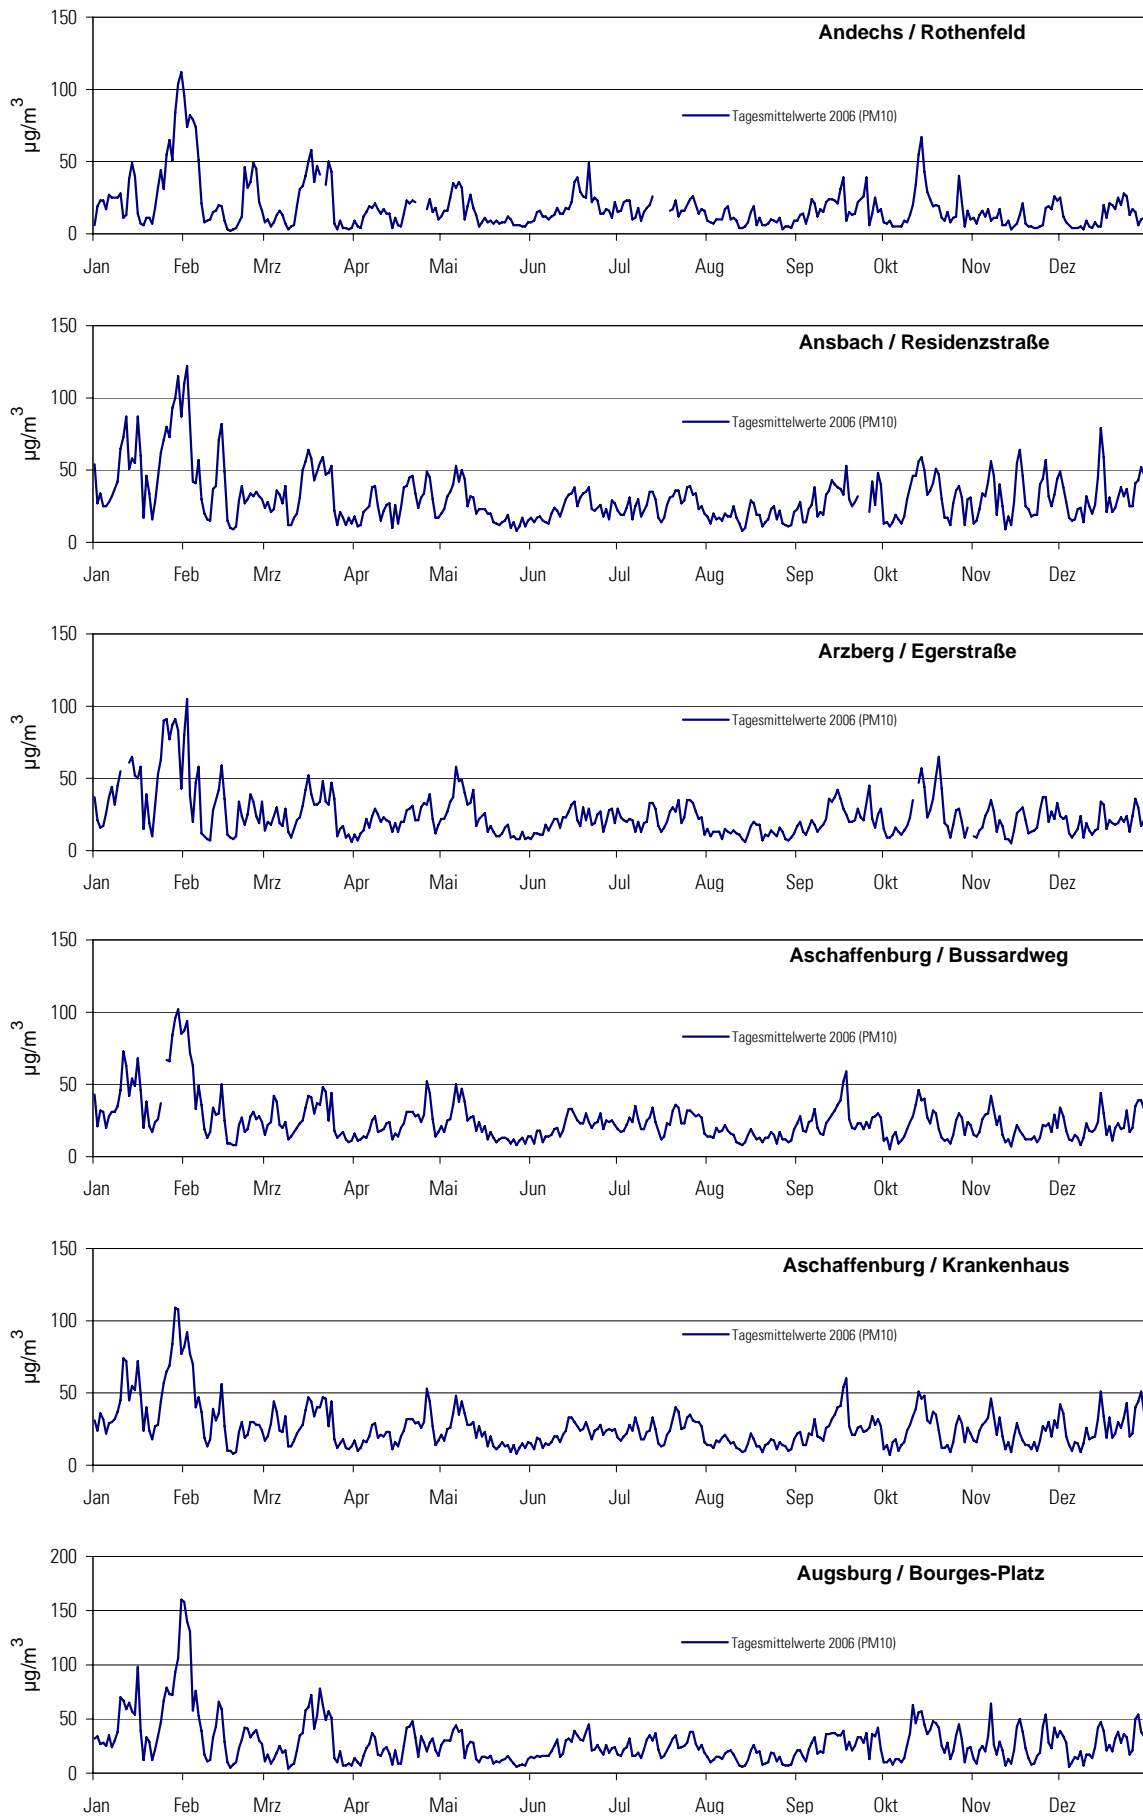 150
Andechs / Rothenfeld
100
Tagesmittelwerte 2006 (PM10)
µg/m³
50
0
Jan Feb Mrz Apr Mai Jun Jul Aug Sep Okt Nov Dez
150
Ansbach / Residenzstraße
100
Tagesmittelwerte 2006 (PM10)
µg/m³
50
0
Jan Feb Mrz Apr Mai Jun Jul Aug Sep Okt Nov Dez
150
Arzberg / Egerstraße
100
Tagesmittelwerte 2006 (PM10)
µg/m³
50
0
Jan Feb Mrz Apr Mai Jun Jul Aug Sep Okt Nov Dez
150
Aschaffenburg / Bussardweg
100
Tagesmittelwerte 2006 (PM10)
µg/m³
50
0
Jan Feb Mrz Apr Mai Jun Jul Aug Sep Okt Nov Dez
150
Aschaffenburg / Krankenhaus
100
Tagesmittelwerte 2006 (PM10)
µg/m³
50
0
Jan Feb Mrz Apr Mai Jun Jul Aug Sep Okt Nov Dez
200
Augsburg / Bourges-Platz
150
Tagesmittelwerte 2006 (PM10)
µg/m³
100
50
0
Jan Feb Mrz Apr Mai Jun Jul Aug Sep Okt Nov Dez